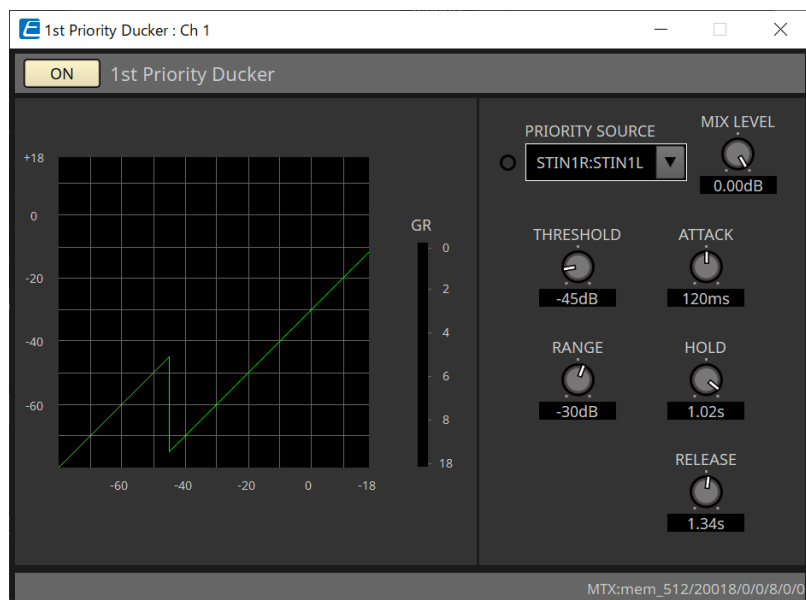 1st Priority Ducker : Ch 1
ON
1st Priority Ducker
+18
0
-20
-40
-60
-60
-40
-20
0
-18
GR
0
2
4
6
8
18
PRIORITY SOURCE
STIN1R:STIN1L
MIX LEVEL
0.00dB
THRESHOLD
-45dB
ATTACK
120ms
RANGE
-30dB
HOLD
1.02s
RELEASE
1.34s
MTX:mem_512/20018/0/0/8/0/0